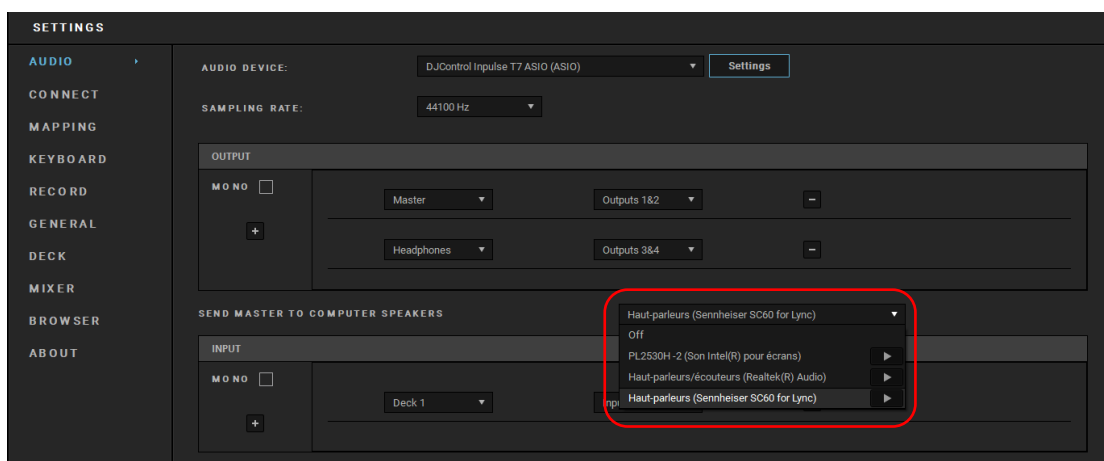 SETTINGS
AUDIO
CONNECT
MAPPING
KEYBOARD
RECORD
GENERAL
DECK
MIXER
BROWSER
ABOUT
AUDIO DEVICE: DJControl Inpulse T7 ASIO (ASIO) Settings
SAMPLING RATE: 44100 Hz
OUTPUT
MONO
Master Outputs 1&2
Headphones Outputs 3&4
SEND MASTER TO COMPUTER SPEAKERS Haut-parleurs (Sennheiser SC60 for Lync)
Off
PL2530H -2 (Son Intel(R) pour écrans)
Haut-parleurs/écouteurs (Realtek(R) Audio)
Haut-parleurs (Sennheiser SC60 for Lync)
INPUT
MONO
Deck 1